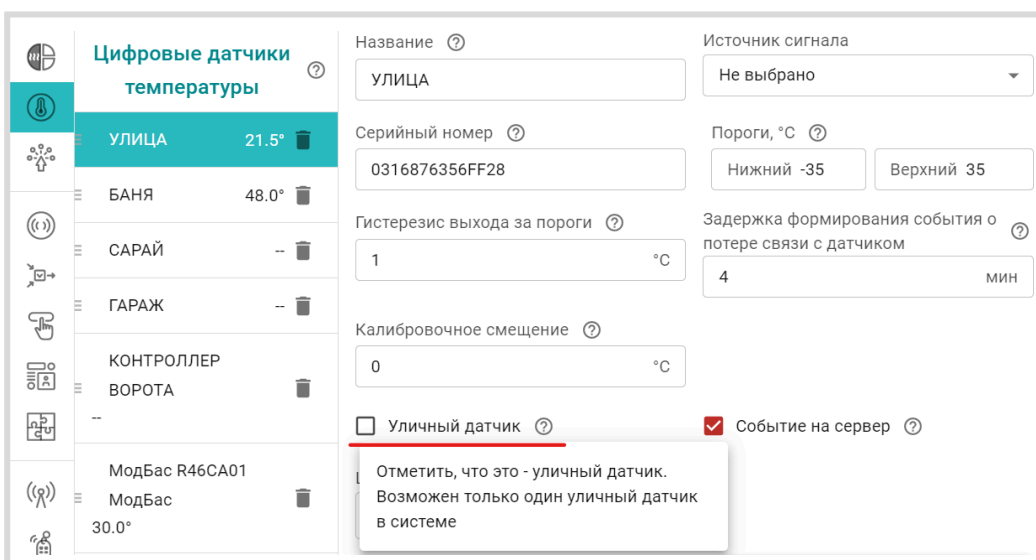 Цифровые датчики
температуры
УЛИЦА 21.5°
БАНЯ 48.0°
САРАЙ --
ГАРАЖ --
КОНТРОЛЛЕР
ВОРОТА
--
МодБас R46CA01
МодБас
30.0°
Название
УЛИЦА
Источник сигнала
Не выбрано
Серийный номер
0316876356FF28
Пороги, °C
Нижний -35
Верхний 35
Гистерезис выхода за пороги
1 °C
Задержка формирования события о
потере связи с датчиком
4 мин
Калибровочное смещение
0 °C
Уличный датчик
Событие на сервер
Отметить, что это - уличный датчик.
Возможен только один уличный датчик
в системе